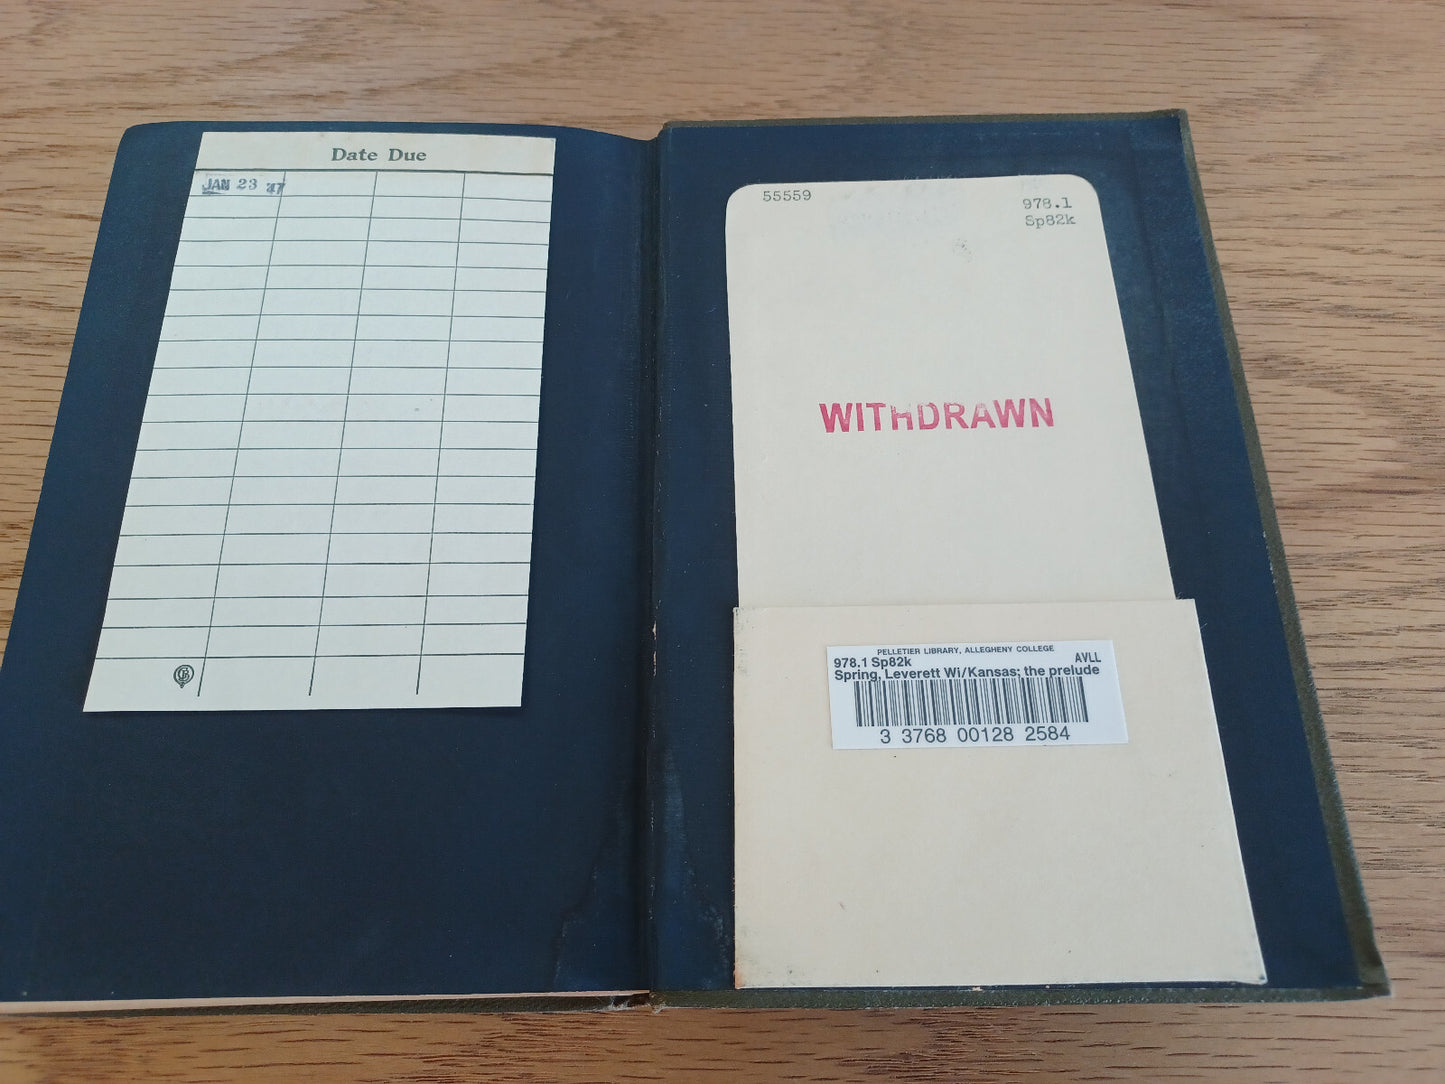 Date Due
JAN 23 47
55559
978.1
Sp82k
WITHDRAWN
PELLETIER LIBRARY, ALLEGHENY COLLEGE
978.1 Sp82k AVLL
Spring, Leverett Wi/Kansas; the prelude
3 3768 00128 2584